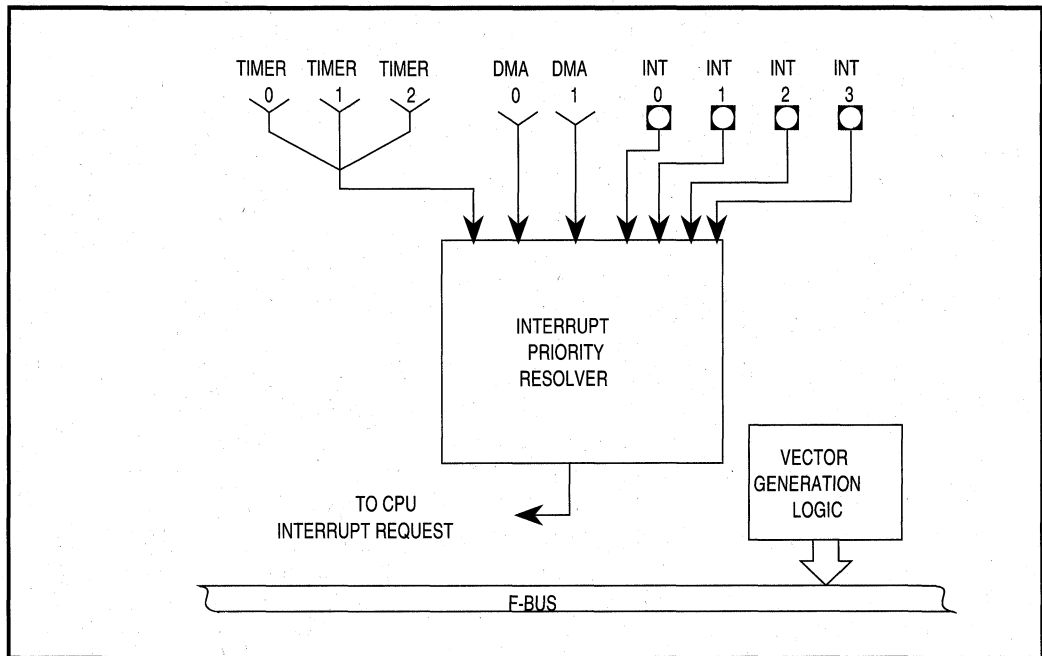 TIMER TIMER TIMER DMA DMA INT INT INT INT
0 1 2 0 1 0 1 2 3
INTERRUPT
PRIORITY
RESOLVER
VECTOR
GENERATION
LOGIC
TO CPU
INTERRUPT REQUEST
F-BUS